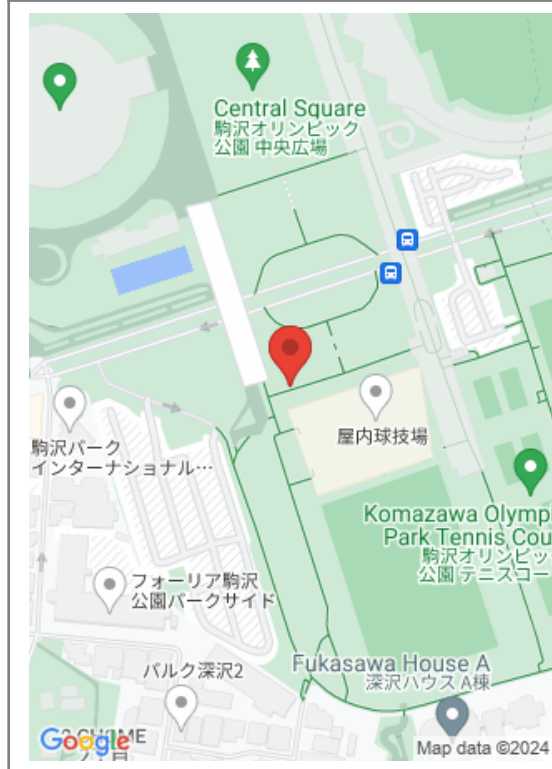 Central Square
駒沢オリンピック
公園 中央広場
屋内球技場
駒沢パーク
インターナショナル…
Komazawa Olympi
Park Tennis Cou
駒沢オリンピッ
公園 テニスコー
フォーリア駒沢
公園パークサイド
Fukasawa House A
深沢ハウス A棟
パルク深沢2
CHOME
Google
Map data ©2024